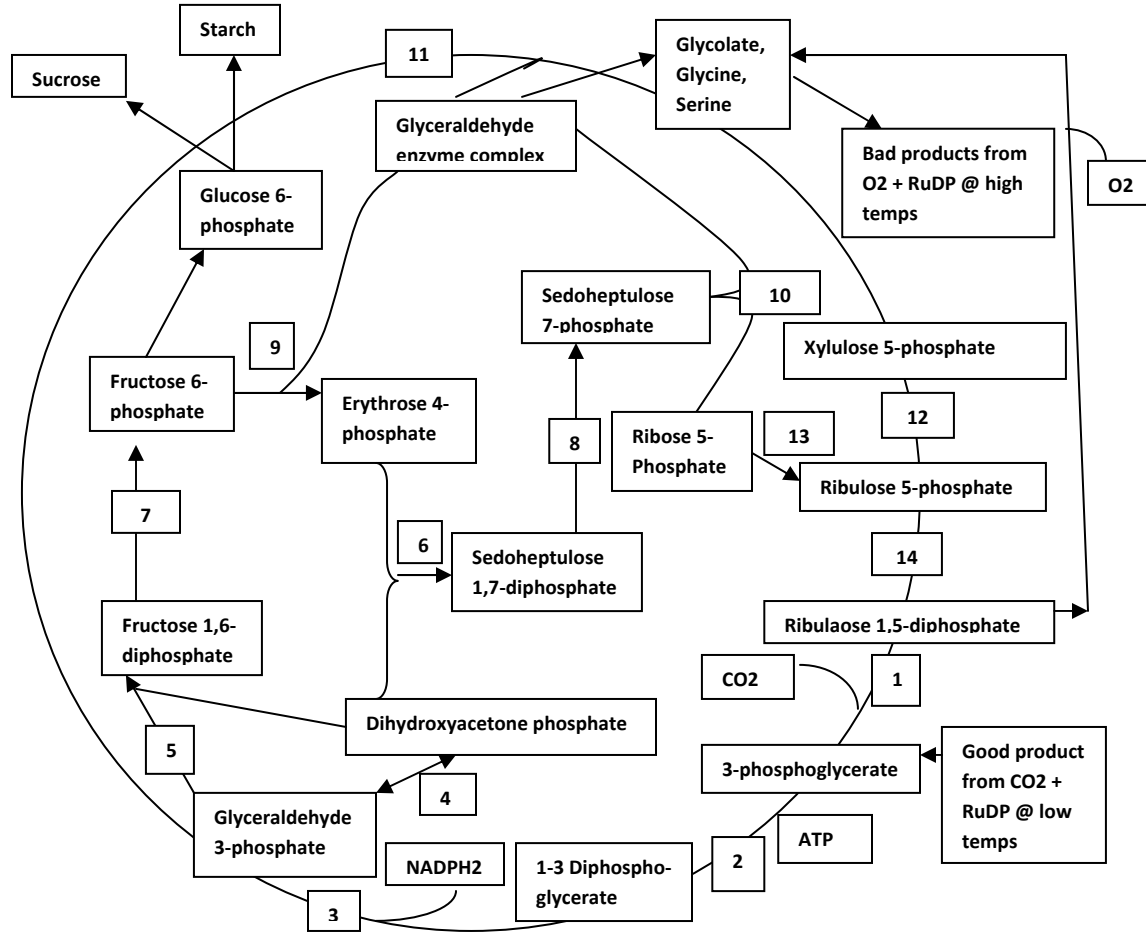 Starch
11
Glycolate,
Glycine,
Serine
Sucrose
Glyceraldehyde
enzyme complex
Bad products from
O2 + RuDP @ high
temps
O2
Glucose 6-
phosphate
Sedoheptulose
7-phosphate
10
9
Xylulose 5-phosphate
Fructose 6-
phosphate
Erythrose 4-
phosphate
8
Ribose 5-
Phosphate
13
12
Ribulose 5-phosphate
7
6
Sedoheptulose
1,7-diphosphate
14
Fructose 1,6-
diphosphate
Ribulaose 1,5-diphosphate
CO2
1
Dihydroxyacetone phosphate
5
4
3-phosphoglycerate
Good product
from CO2 +
RuDP @ low
temps
Glyceraldehyde
3-phosphate
NADPH2
1-3 Diphospho-
glycerate
2
ATP
3